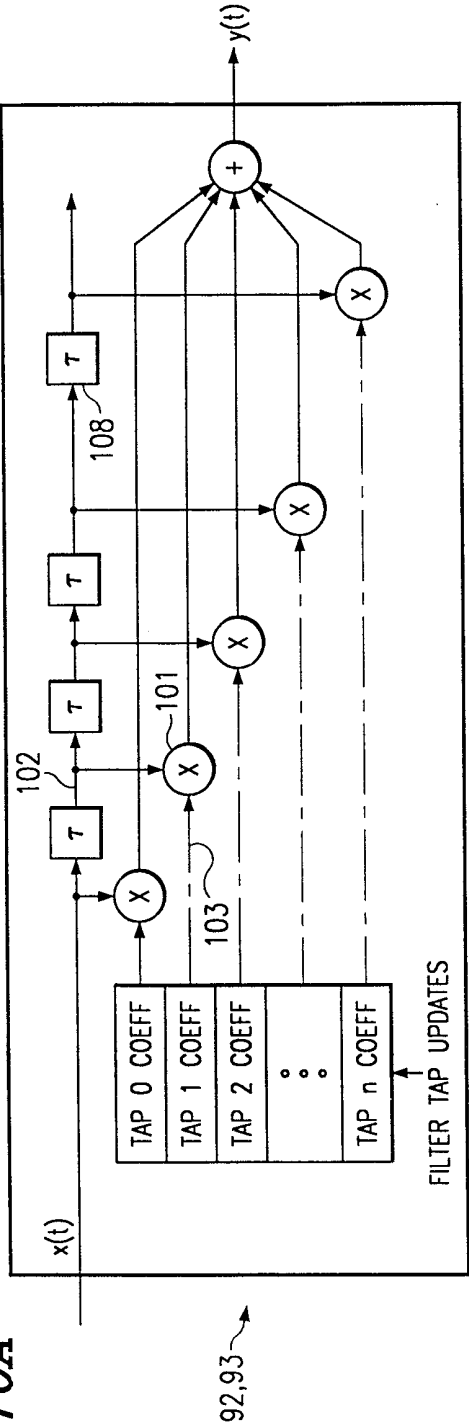 92,93
x(t)
τ
102
τ
τ
τ
108
X
101
X
103
X
X
X
+
y(t)
TAP 0 COEFF
TAP 1 COEFF
TAP 2 COEFF
TAP n COEFF
FILTER TAP UPDATES